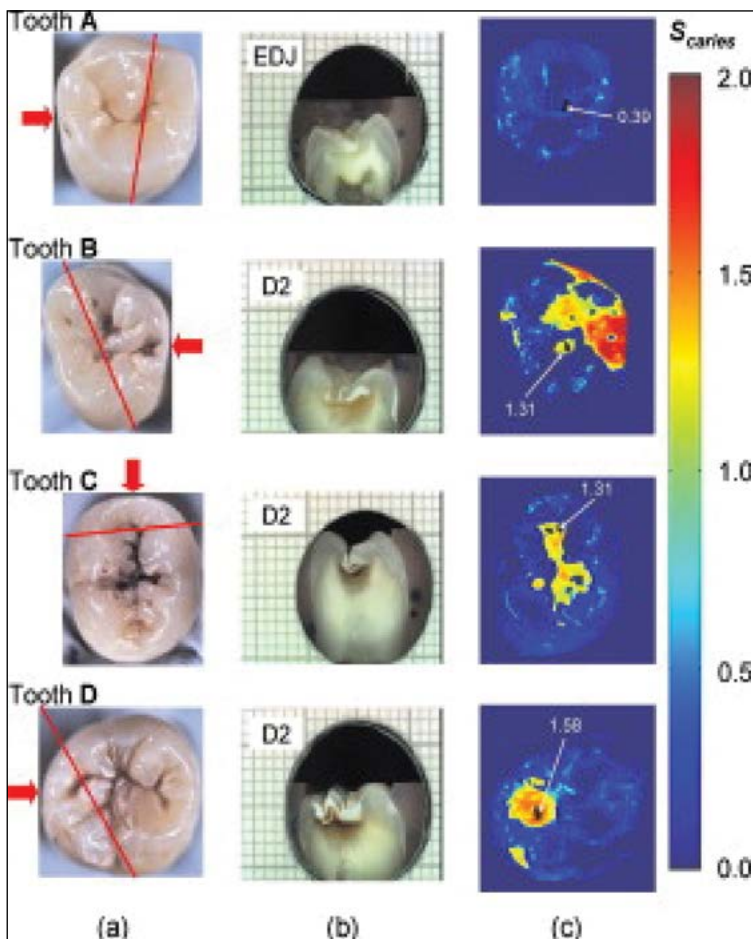 Tooth A
EDJ
0.39
S_caries
2.0
Tooth B
D2
1.31
1.5
Tooth C
D2
1.31
1.0
0.5
Tooth D
D2
1.58
0.0
(a)
(b)
(c)